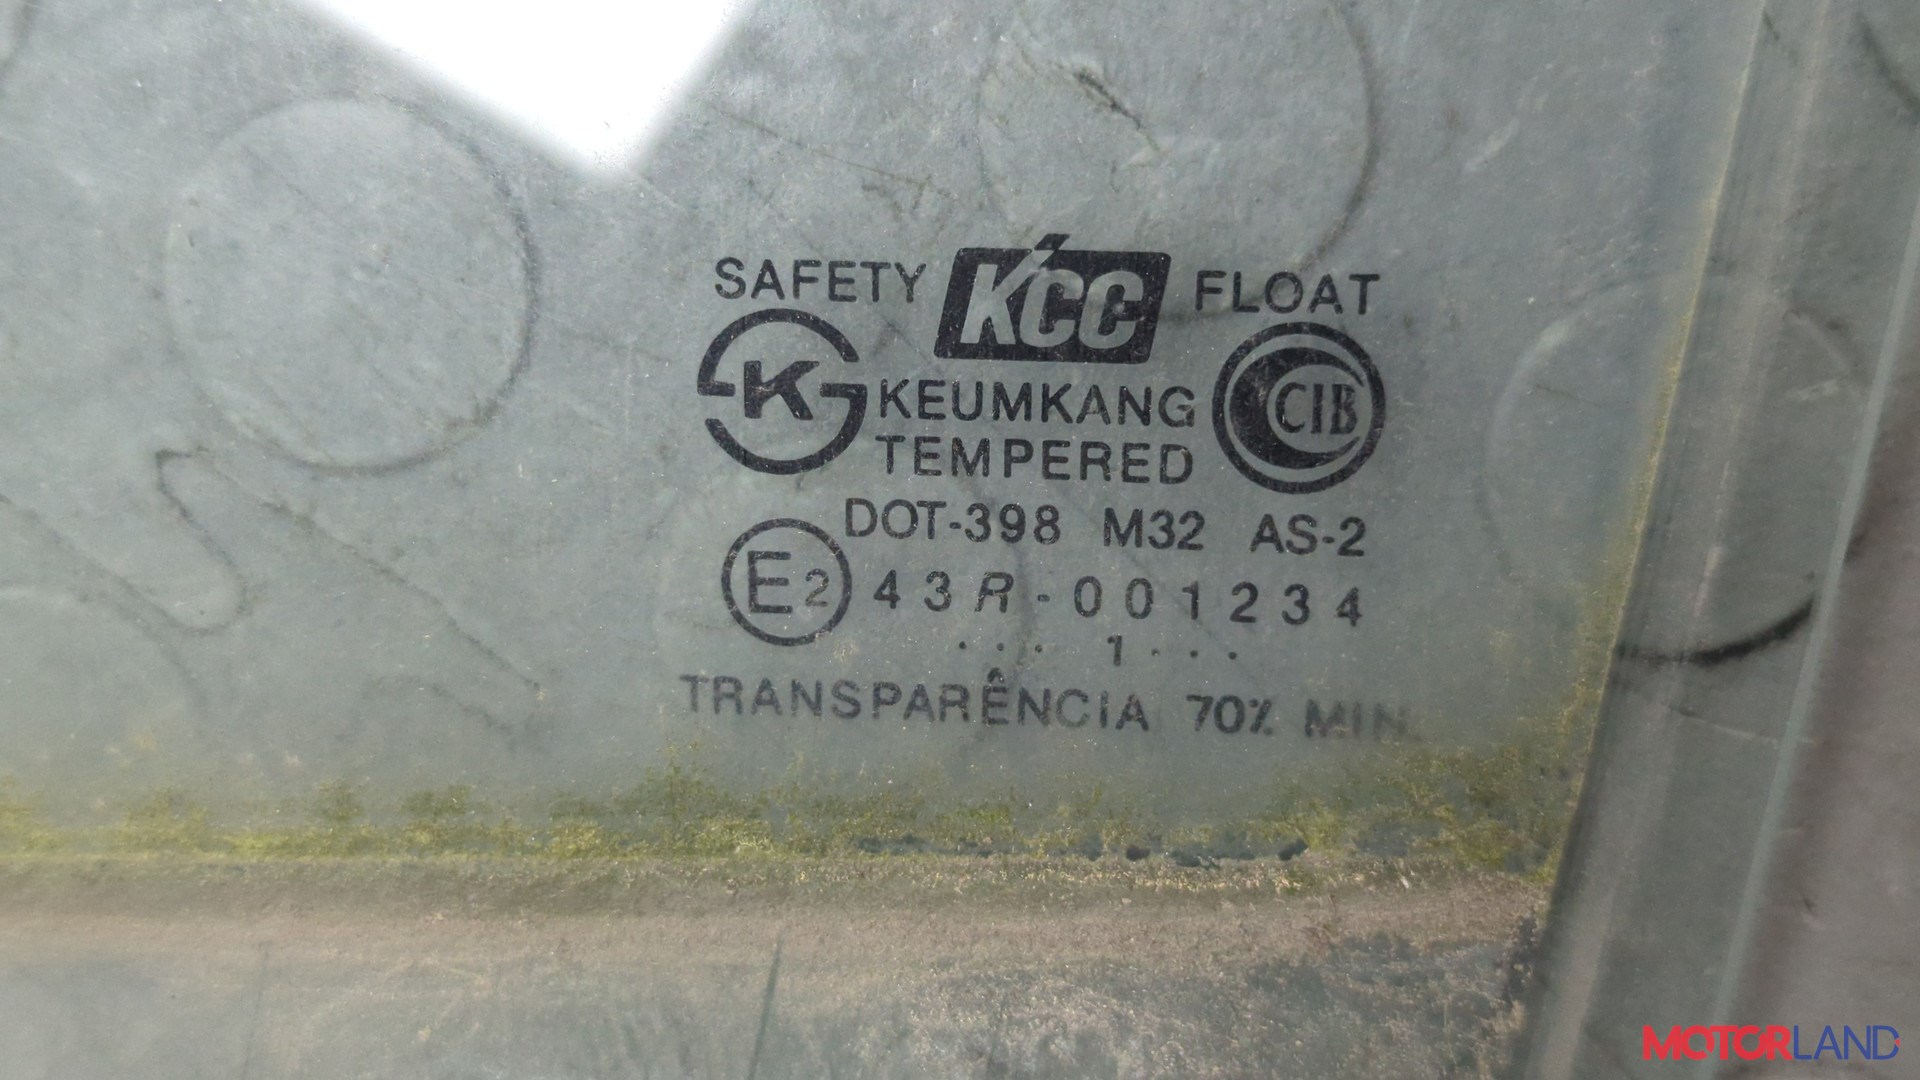 SAFETY KCC FLOAT
K KEUMKANG CIB
TEMPERED
DOT-398 M32 AS-2
E2 43R-001234
... 1...
TRANSPARÊNCIA 70% MIN.
MOTORLAND